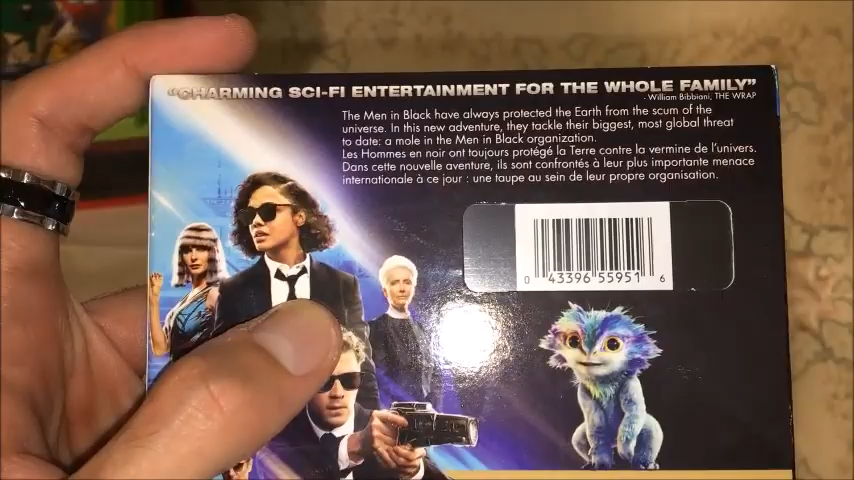 "CHARMING SCI-FI ENTERTAINMENT FOR THE WHOLE FAMILY"
- William Bibbiani, THE WRAP
The Men in Black have always protected the Earth from the scum of the
universe. In this new adventure, they tackle their biggest, most global threat
to date: a mole in the Men in Black organization.
Les Hommes en noir ont toujours protégé la Terre contre la vermine de l'univers.
Dans cette nouvelle aventure, ils sont confrontés à leur plus importante menace
internationale à ce jour : une taupe au sein de leur propre organisation.
0 43396 55951 6